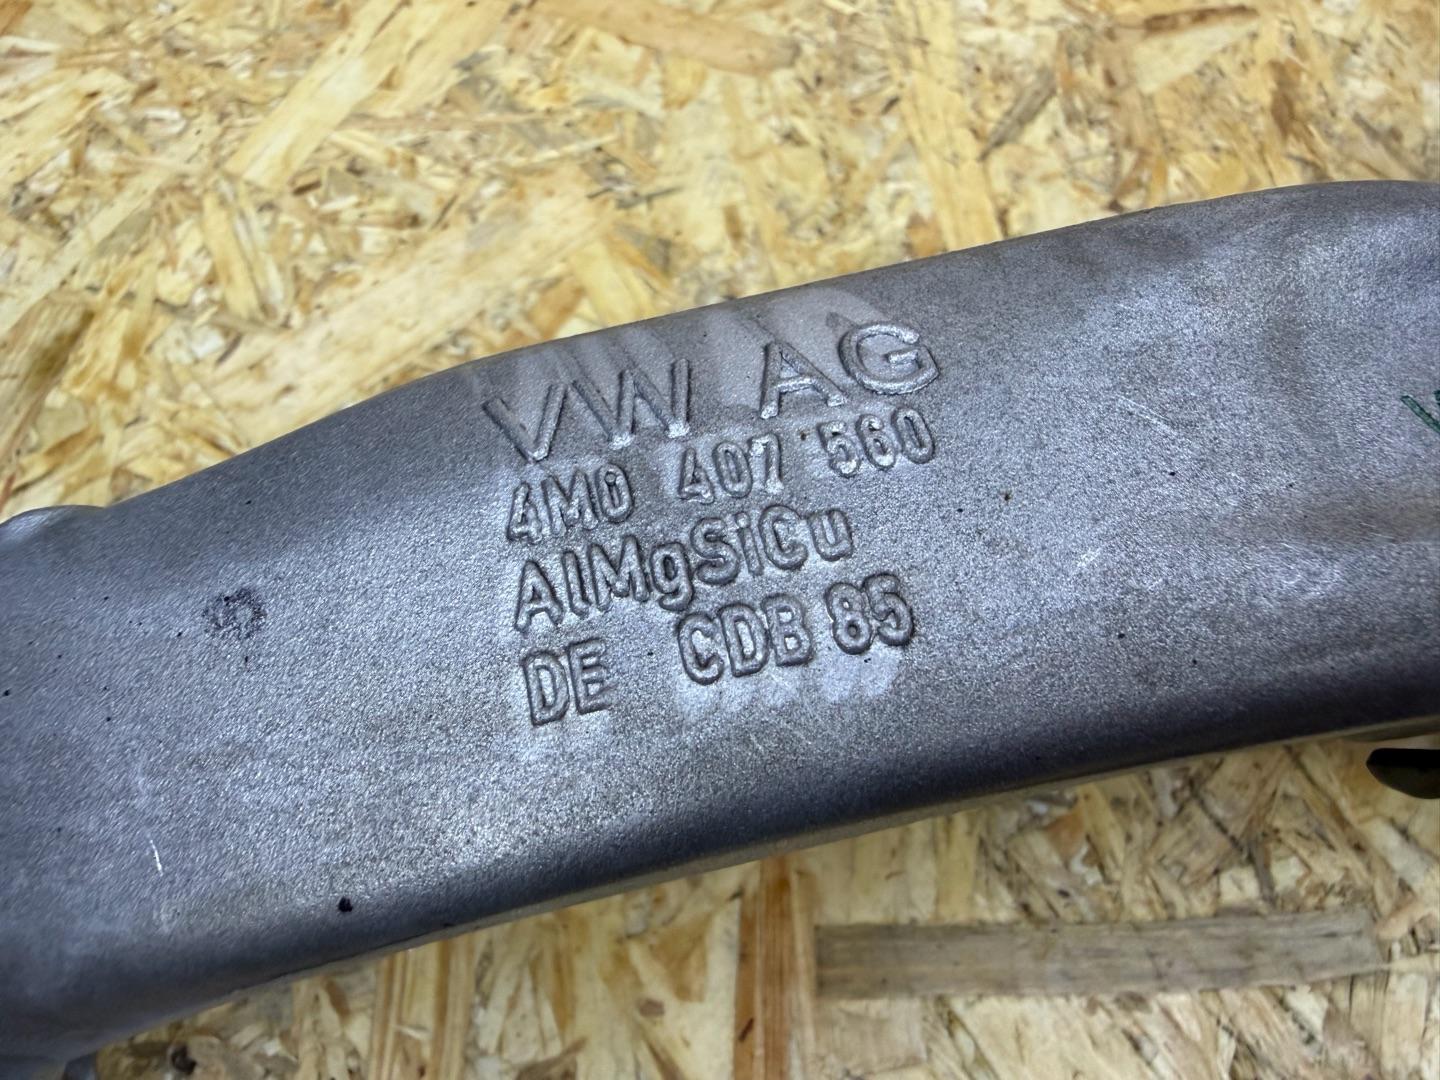 VW AG
4M0 407 560
AlMgSiCu
DE CDB 85